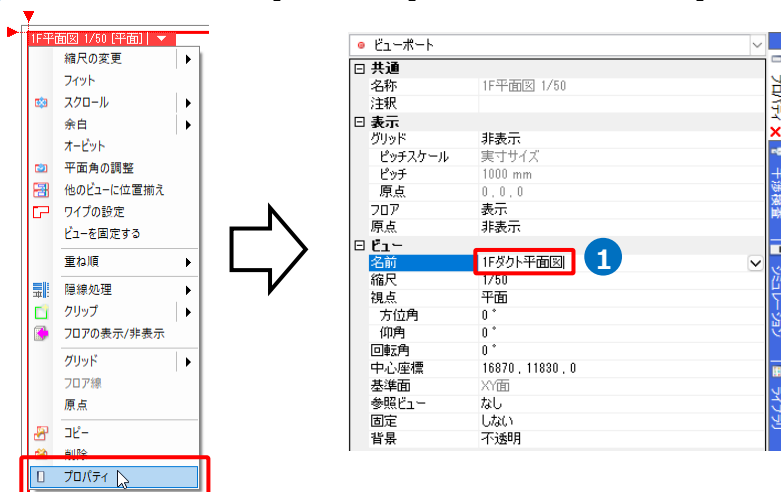 1F平面図 1/50 [平面]
縮尺の変更
フィット
スクロール
余白
オービット
平面角の調整
他のビューに位置揃え
ワイプの設定
ビューを固定する
重ね順
隠線処理
クリップ
フロアの表示/非表示
グリッド
フロア線
原点
コピー
削除
プロパティ
ビューポート
共通
名称 1F平面図 1/50
注釈
表示
グリッド 非表示
ピッチスケール 実寸サイズ
ピッチ 1000 mm
原点 0 , 0 , 0
フロア 表示
原点 非表示
ビュー
名前 1Fダクト平面図 1
縮尺 1/50
視点 平面
方位角 0 °
仰角 0 °
回転角 0 °
中心座標 16870 , 11830 , 0
基準面 XY面
参照ビュー なし
固定 しない
背景 不透明
プロパティ
干渉検査